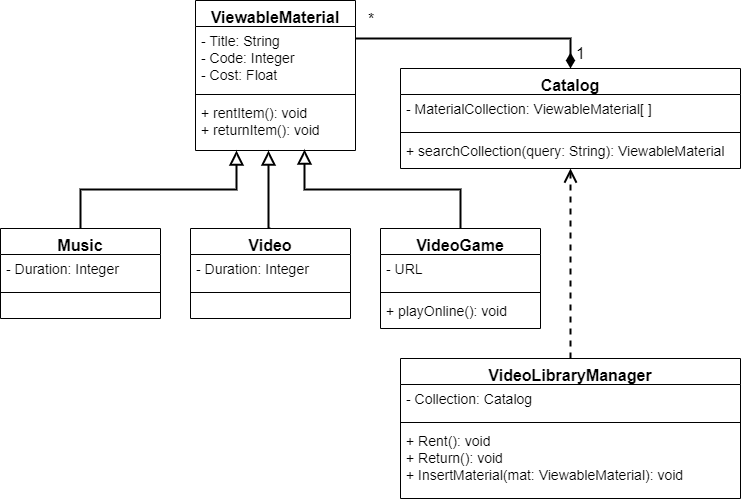 ViewableMaterial
- Title: String
- Code: Integer
- Cost: Float
+ rentItem(): void
+ returnItem(): void
*
1
Catalog
- MaterialCollection: ViewableMaterial[ ]
+ searchCollection(query: String): ViewableMaterial
Music
- Duration: Integer
Video
- Duration: Integer
VideoGame
- URL
+ playOnline(): void
VideoLibraryManager
- Collection: Catalog
+ Rent(): void
+ Return(): void
+ InsertMaterial(mat: ViewableMaterial): void